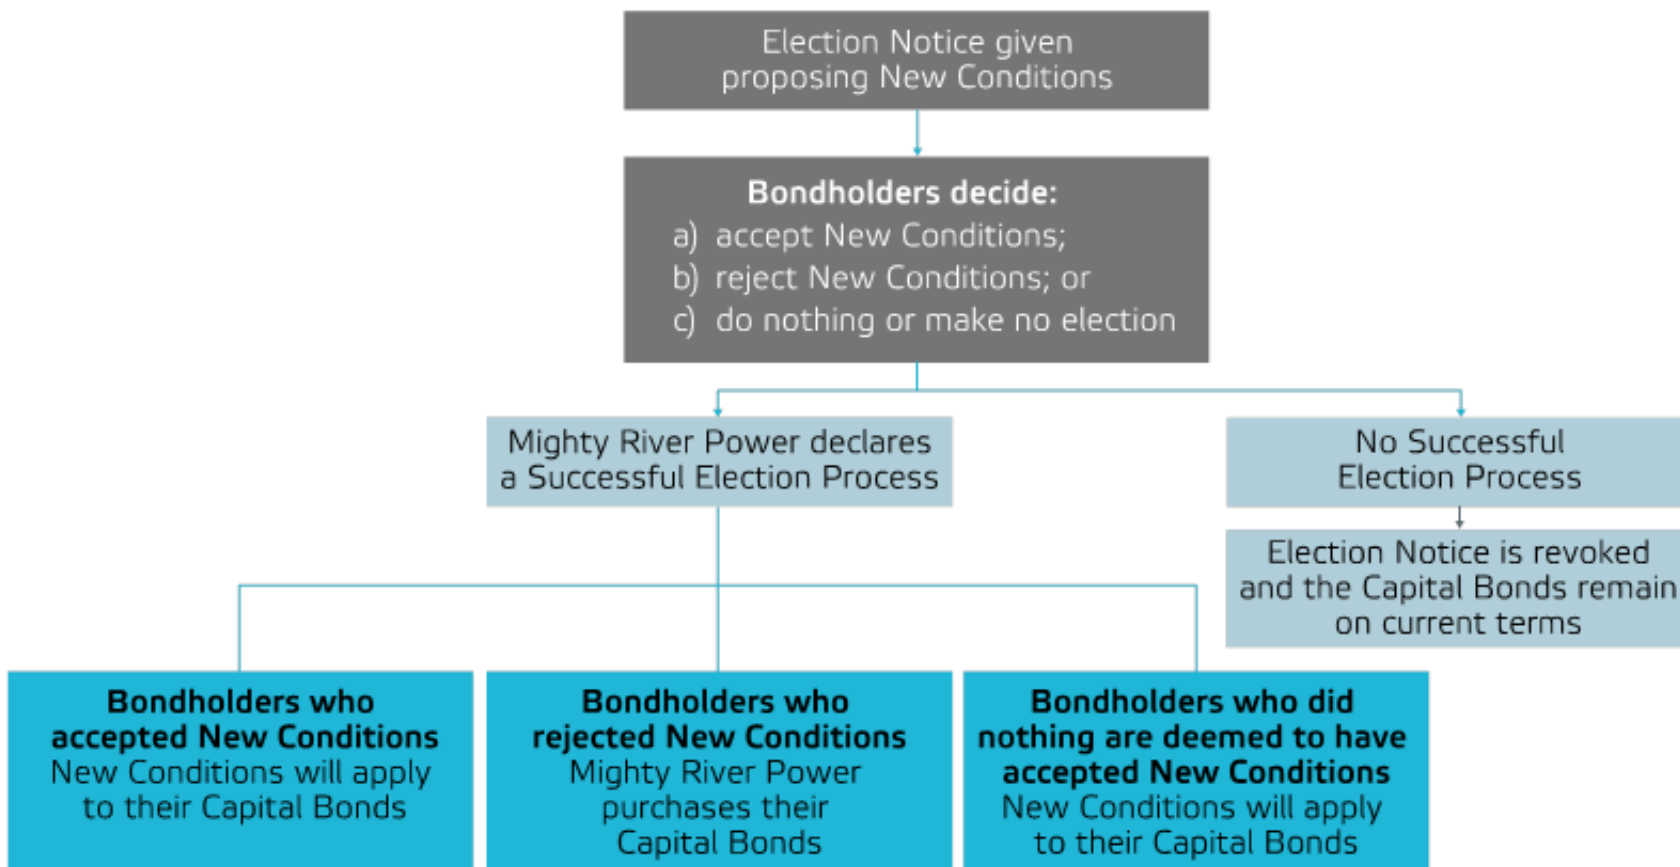 Election Notice given
proposing New Conditions
Bondholders decide:
a) accept New Conditions;
b) reject New Conditions; or
c) do nothing or make no election
Mighty River Power declares
a Successful Election Process
No Successful
Election Process
Election Notice is revoked
and the Capital Bonds remain
on current terms
Bondholders who
accepted New Conditions
New Conditions will apply
to their Capital Bonds
Bondholders who
rejected New Conditions
Mighty River Power
purchases their
Capital Bonds
Bondholders who did
nothing are deemed to have
accepted New Conditions
New Conditions will apply
to their Capital Bonds